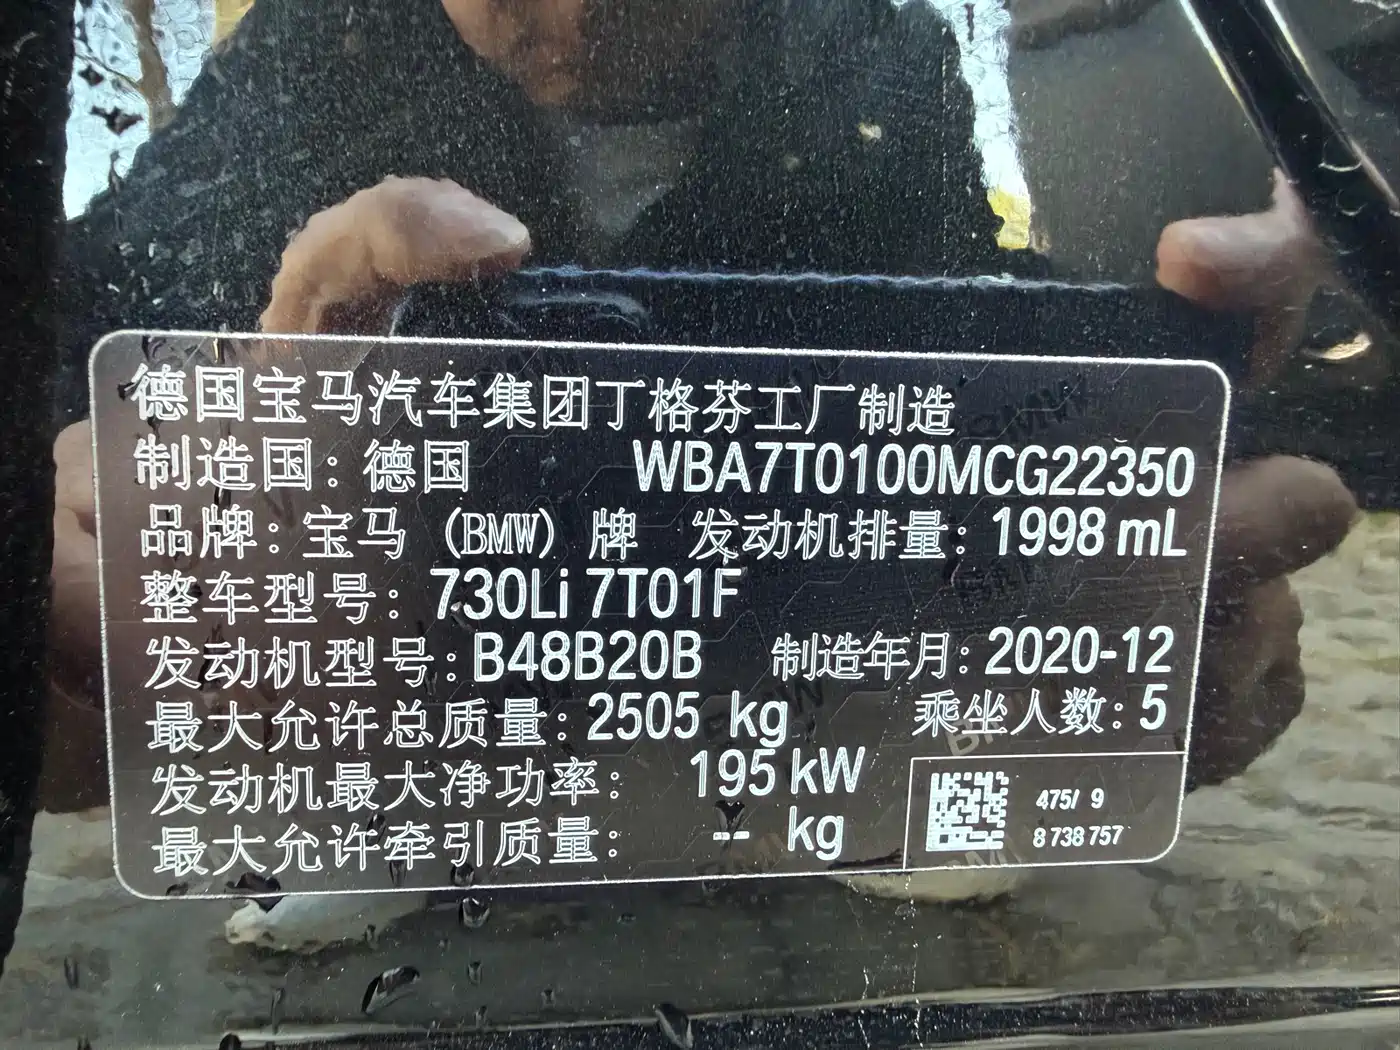 德国宝马汽车集团丁格芬工厂制造
制造国：德国 WBA7T0100MCG22350
品牌：宝马（BMW）牌 发动机排量：1998 mL
整车型号：730Li 7T01F
发动机型号：B48B20B 制造年月：2020-12
最大允许总质量：2505 kg 乘坐人数：5
发动机最大净功率： 195 kW
最大允许牵引质量： -- kg
475/ 9
8 738 757